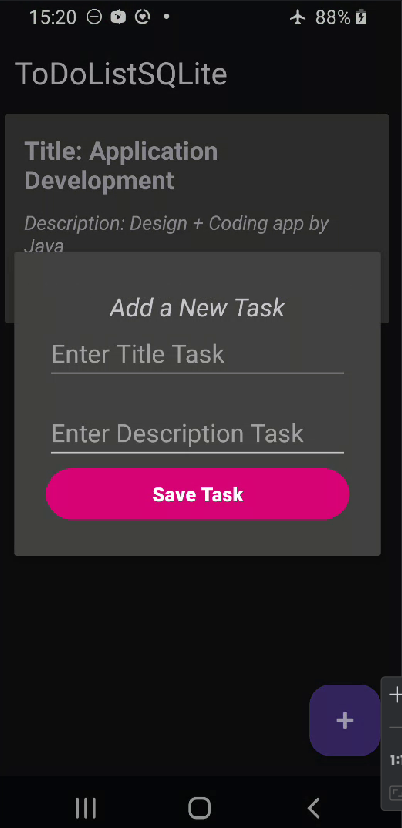 15:20 88%
ToDoListSQLite
Title: Application
Development
Description: Design + Coding app by
Java
Add a New Task
Enter Title Task
Enter Description Task
Save Task
+
+